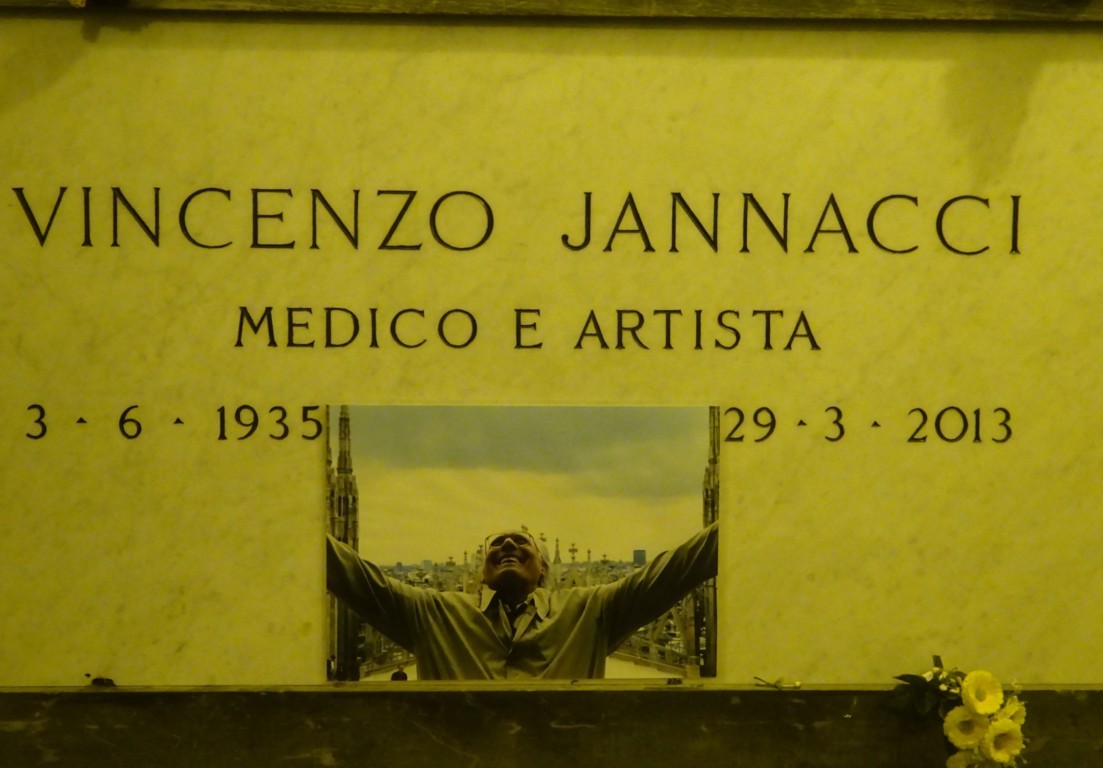 VINCENZO JANNACCI
MEDICO E ARTISTA
3 · 6 · 1935 29 · 3 · 2013